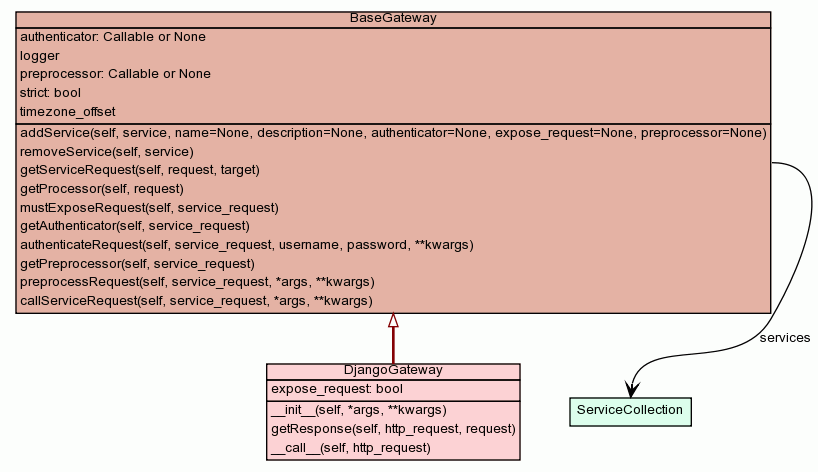 BaseGateway
authenticator: Callable or None
logger
preprocessor: Callable or None
strict: bool
timezone_offset
addService(self, service, name=None, description=None, authenticator=None, expose_request=None, preprocessor=None)
removeService(self, service)
getServiceRequest(self, request, target)
getProcessor(self, request)
mustExposeRequest(self, service_request)
getAuthenticator(self, service_request)
authenticateRequest(self, service_request, username, password, **kwargs)
getPreprocessor(self, service_request)
preprocessRequest(self, service_request, *args, **kwargs)
callServiceRequest(self, service_request, *args, **kwargs)
services
DjangoGateway
expose_request: bool
__init__(self, *args, **kwargs)
getResponse(self, http_request, request)
__call__(self, http_request)
ServiceCollection